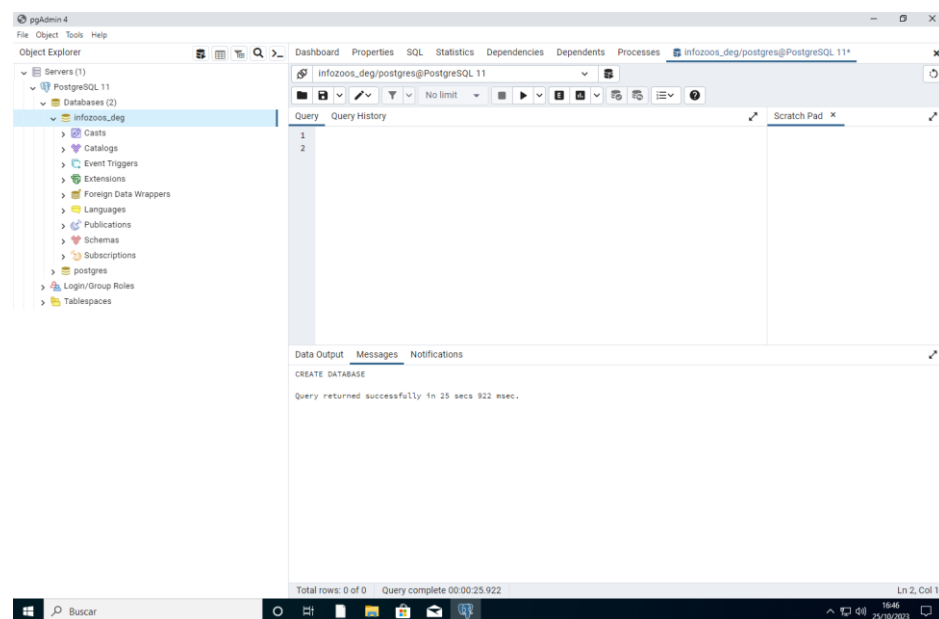 pgAdmin 4
File Object Tools Help
Object Explorer
Dashboard Properties SQL Statistics Dependencies Dependents Processes infozoos_deg/postgres@PostgreSQL 11*
Servers (1)
PostgreSQL 11
Databases (2)
infozoos_deg
Casts
Catalogs
Event Triggers
Extensions
Foreign Data Wrappers
Languages
Publications
Schemas
Subscriptions
postgres
Login/Group Roles
Tablespaces
infozoos_deg/postgres@PostgreSQL 11
No limit
Query Query History
Scratch Pad
1
2
Data Output Messages Notifications
CREATE DATABASE
Query returned successfully in 25 secs 922 msec.
Total rows: 0 of 0 Query complete 00:00:25.922 Ln 2, Col 1
Buscar
16:46
25/10/2023